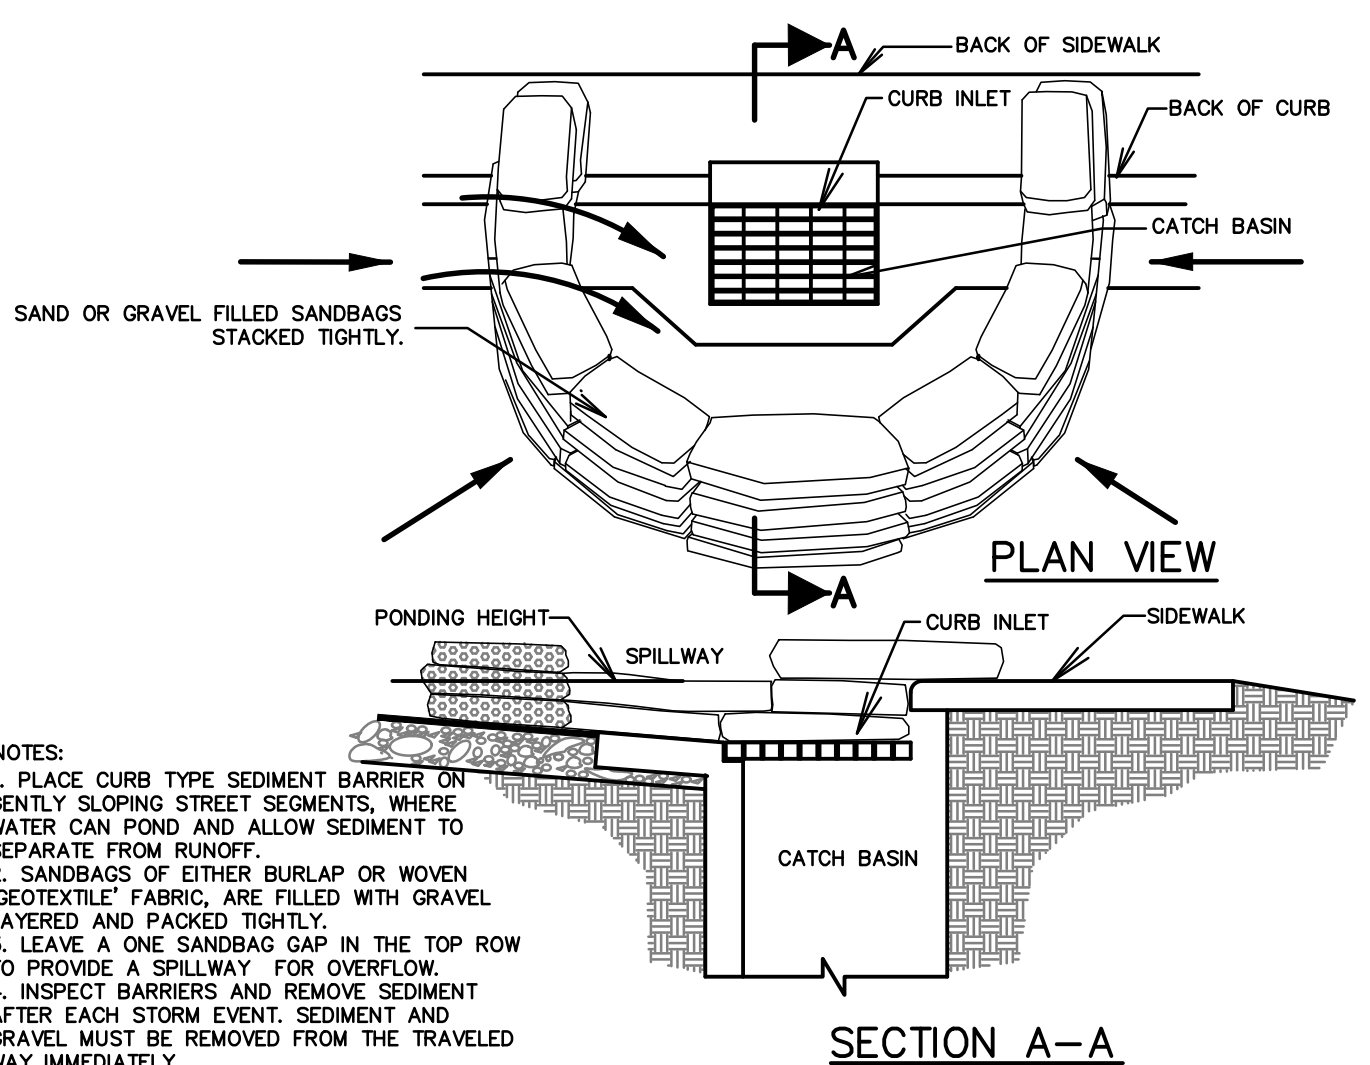 A
BACK OF SIDEWALK
CURB INLET
BACK OF CURB
CATCH BASIN
SAND OR GRAVEL FILLED SANDBAGS
STACKED TIGHTLY.
PLAN VIEW
A
PONDING HEIGHT
SPILLWAY
CURB INLET
SIDEWALK
NOTES:
. PLACE CURB TYPE SEDIMENT BARRIER ON
GENTLY SLOPING STREET SEGMENTS, WHERE
WATER CAN POND AND ALLOW SEDIMENT TO
SEPARATE FROM RUNOFF.
2. SANDBAGS OF EITHER BURLAP OR WOVEN
'GEOTEXTILE' FABRIC, ARE FILLED WITH GRAVEL
LAYERED AND PACKED TIGHTLY.
3. LEAVE A ONE SANDBAG GAP IN THE TOP ROW
TO PROVIDE A SPILLWAY FOR OVERFLOW.
4. INSPECT BARRIERS AND REMOVE SEDIMENT
AFTER EACH STORM EVENT. SEDIMENT AND
GRAVEL MUST BE REMOVED FROM THE TRAVELED
WAY IMMEDIATELY
CATCH BASIN
SECTION A-A